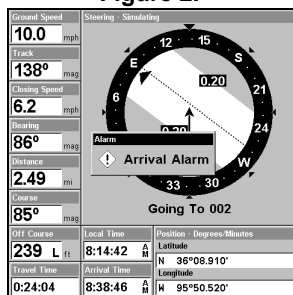 Figure 2.
Ground Speed
10.0 mph
Track
138° mag
Closing Speed
6.2 mph
Bearing
86° mag
Distance
2.49 mi
Course
85° mag
Off Course
239 L ft
Travel Time
0:24:04
Steering - Simulating
12 15
E S
0.20
6 21
24
0.20
W
33 30
Alarm
Arrival Alarm
Going To 002
Local Time
8:14:42 AM
Arrival Time
8:38:46 AM
Position - Degrees/Minutes
Latitude
N 36°08.910'
Longitude
W 95°50.520'